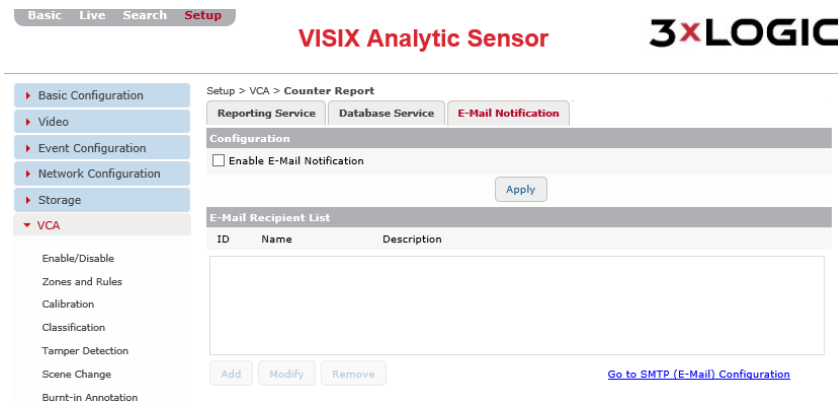 Basic Live Search Setup
VISIX Analytic Sensor
3xLOGIC
Basic Configuration
Video
Event Configuration
Network Configuration
Storage
VCA
Enable/Disable
Zones and Rules
Calibration
Classification
Tamper Detection
Scene Change
Burnt-in Annotation
Setup > VCA > Counter Report
Reporting Service Database Service E-Mail Notification
Configuration
Enable E-Mail Notification
Apply
E-Mail Recipient List
ID Name Description
Add Modify Remove Go to SMTP (E-Mail) Configuration